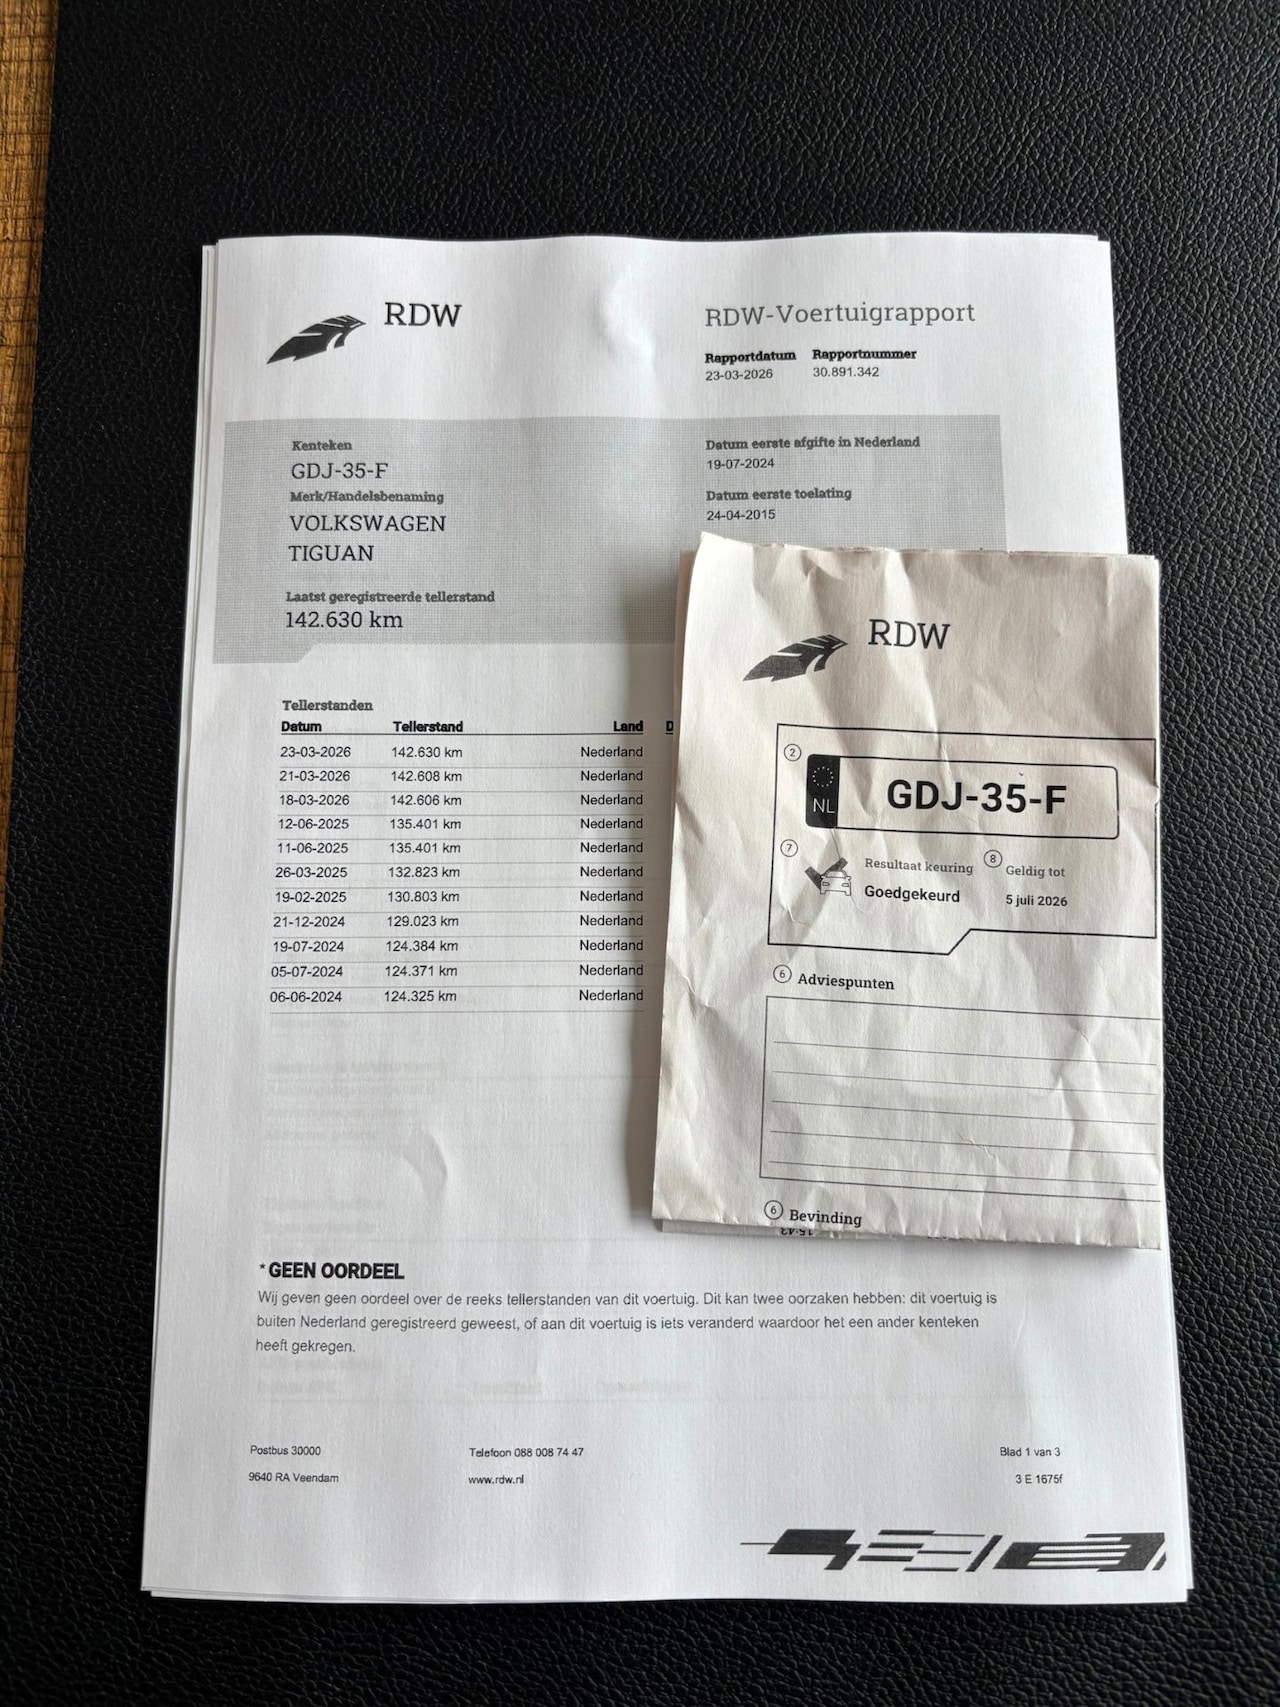 RDW
RDW-Voertuigrapport
Rapportdatum Rapportnummer
23-03-2026 30.891.342
Kenteken
GDJ-35-F
Merk/Handelsbenaming
VOLKSWAGEN
TIGUAN
Laatst geregistreerde tellerstand
142.630 km
Datum eerste afgifte in Nederland
19-07-2024
Datum eerste toelating
24-04-2015
Tellerstanden
Datum Tellerstand Land D
23-03-2026 142.630 km Nederland
21-03-2026 142.608 km Nederland
18-03-2026 142.606 km Nederland
12-06-2025 135.401 km Nederland
11-06-2025 135.401 km Nederland
26-03-2025 132.823 km Nederland
19-02-2025 130.803 km Nederland
21-12-2024 129.023 km Nederland
19-07-2024 124.384 km Nederland
05-07-2024 124.371 km Nederland
06-06-2024 124.325 km Nederland
RDW
2
NL GDJ-35-F
7 Resultaat keuring 8 Geldig tot
Goedgekeurd 5 juli 2026
6 Adviespunten
6 Bevinding
15:43
* GEEN OORDEEL
Wij geven geen oordeel over de reeks tellerstanden van dit voertuig. Dit kan twee oorzaken hebben: dit voertuig is
buiten Nederland geregistreerd geweest, of aan dit voertuig is iets veranderd waardoor het een ander kenteken
heeft gekregen.
Postbus 30000 Telefoon 088 008 74 47 Blad 1 van 3
9640 RA Veendam www.rdw.nl 3 E 1675f